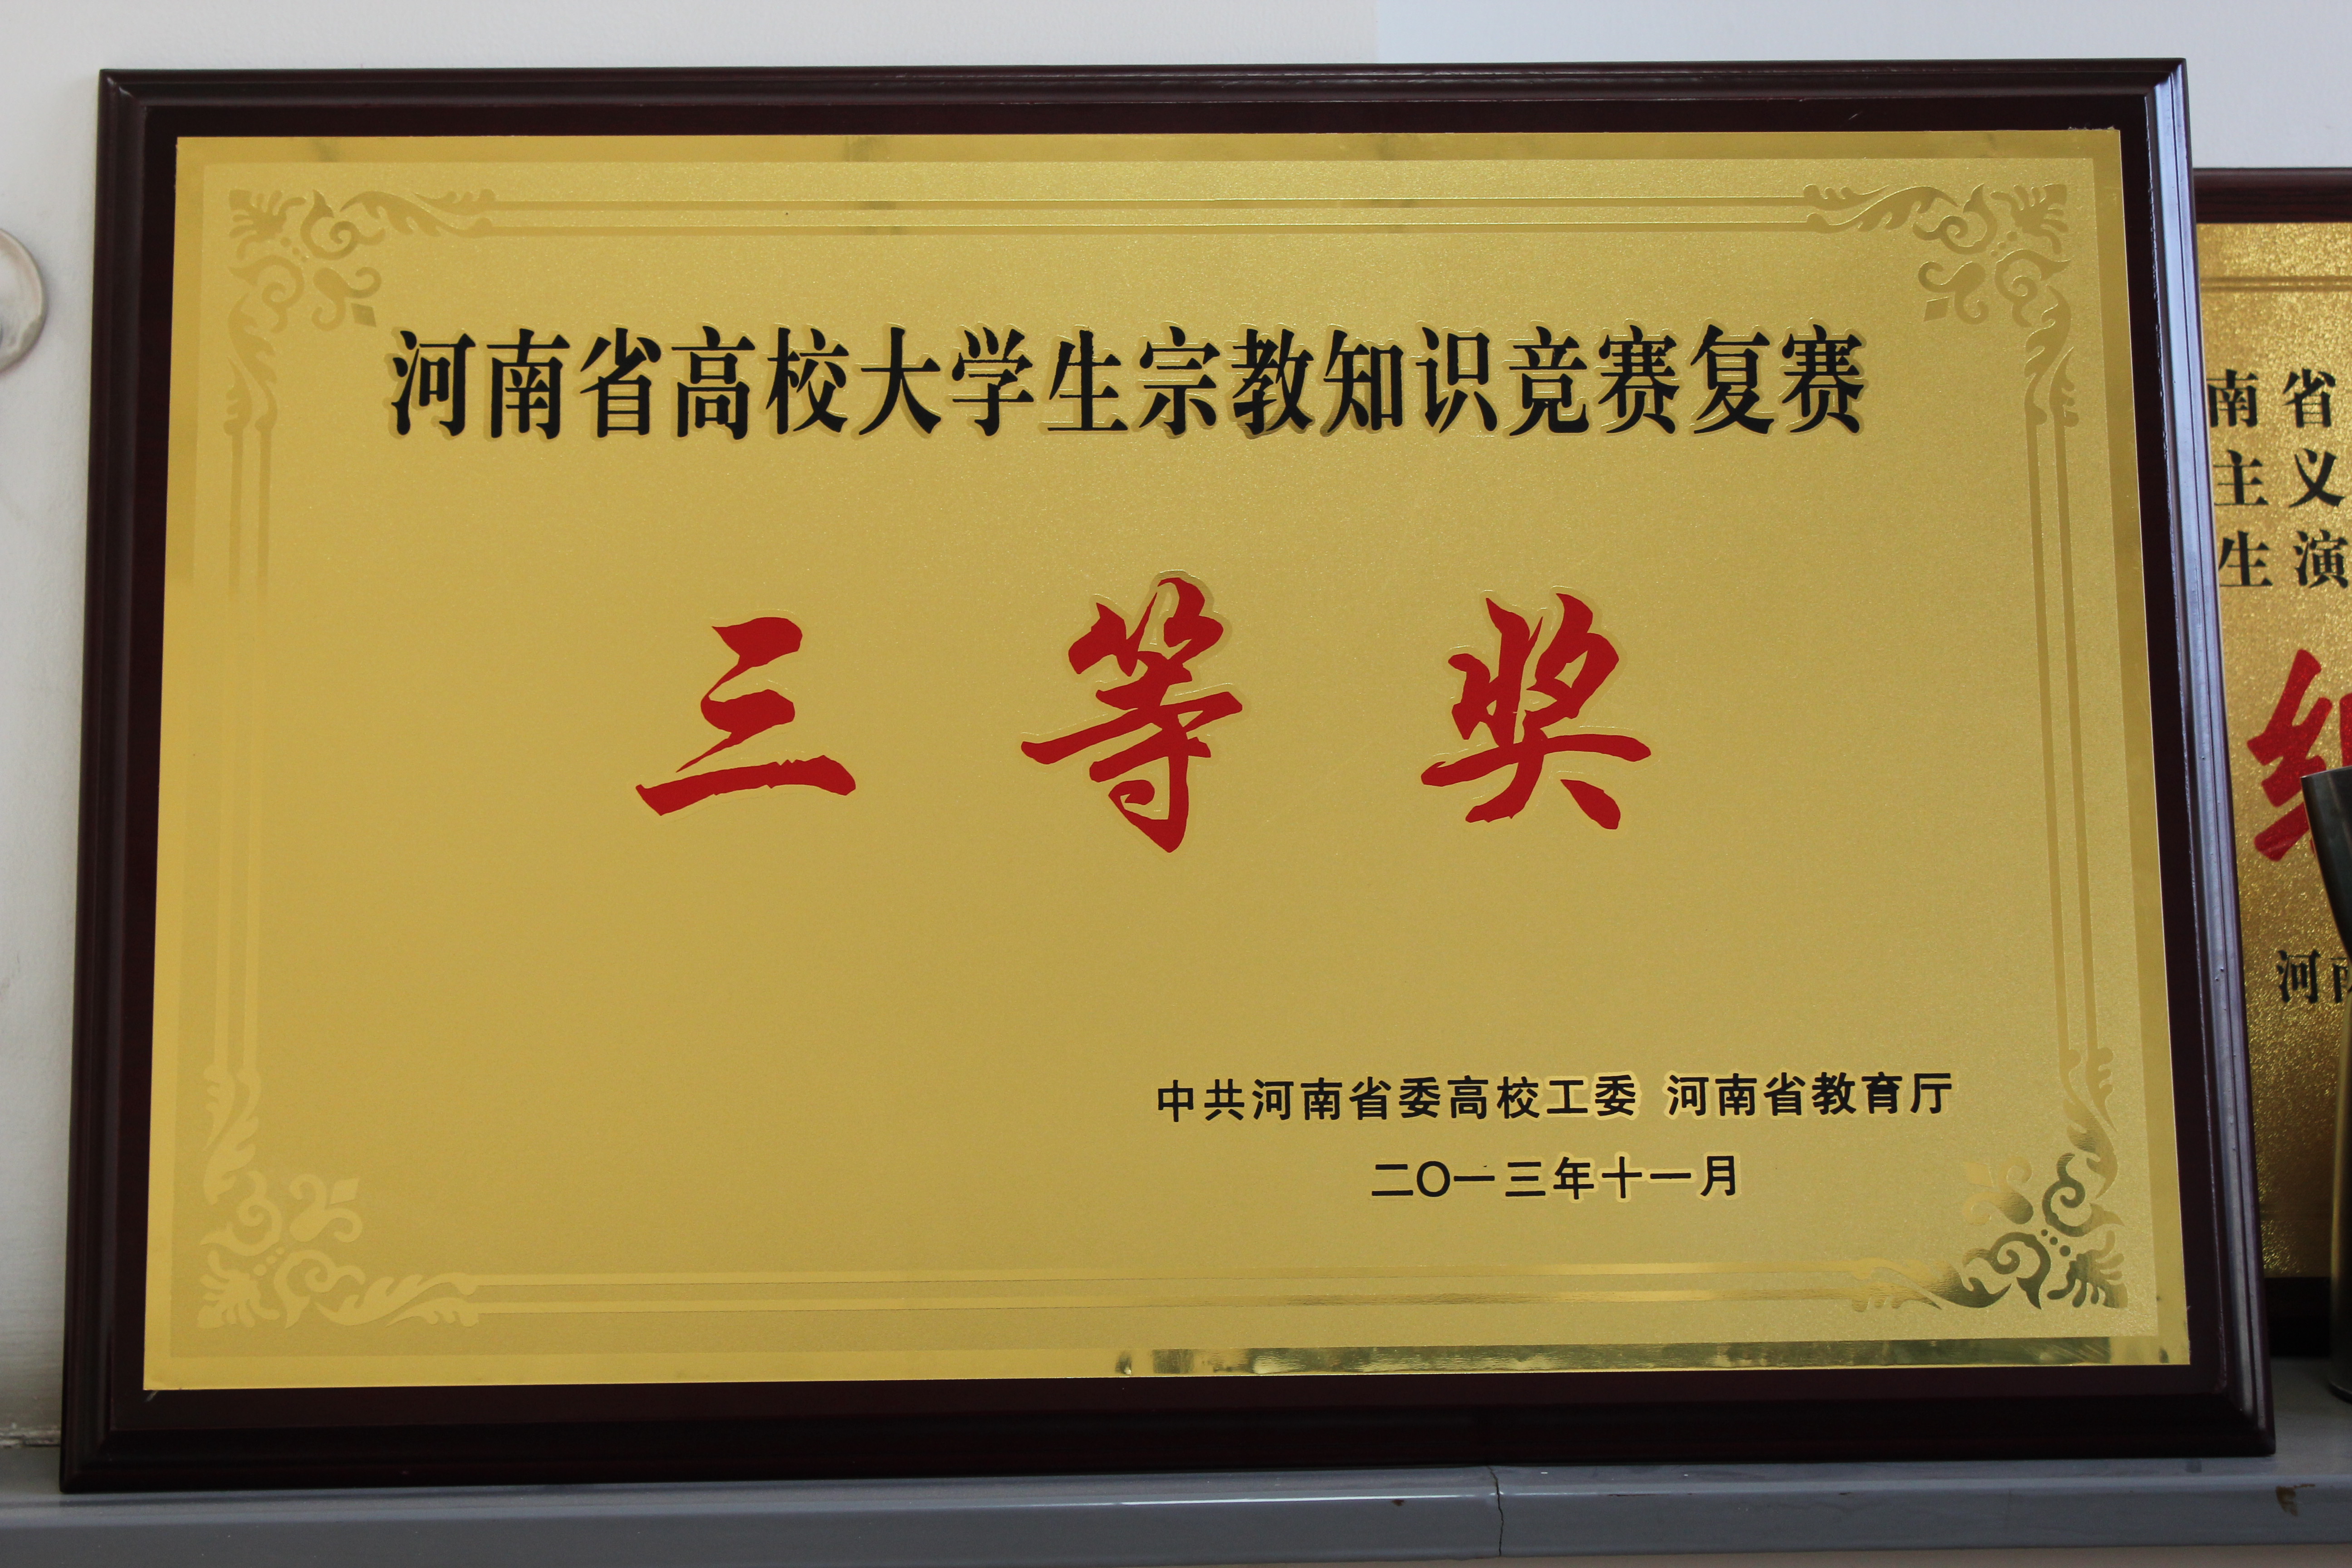 河南省高校大学生宗教知识竞赛复赛
三等奖
中共河南省委高校工委 河南省教育厅
二〇一三年十一月
南省
主义
生演
河南